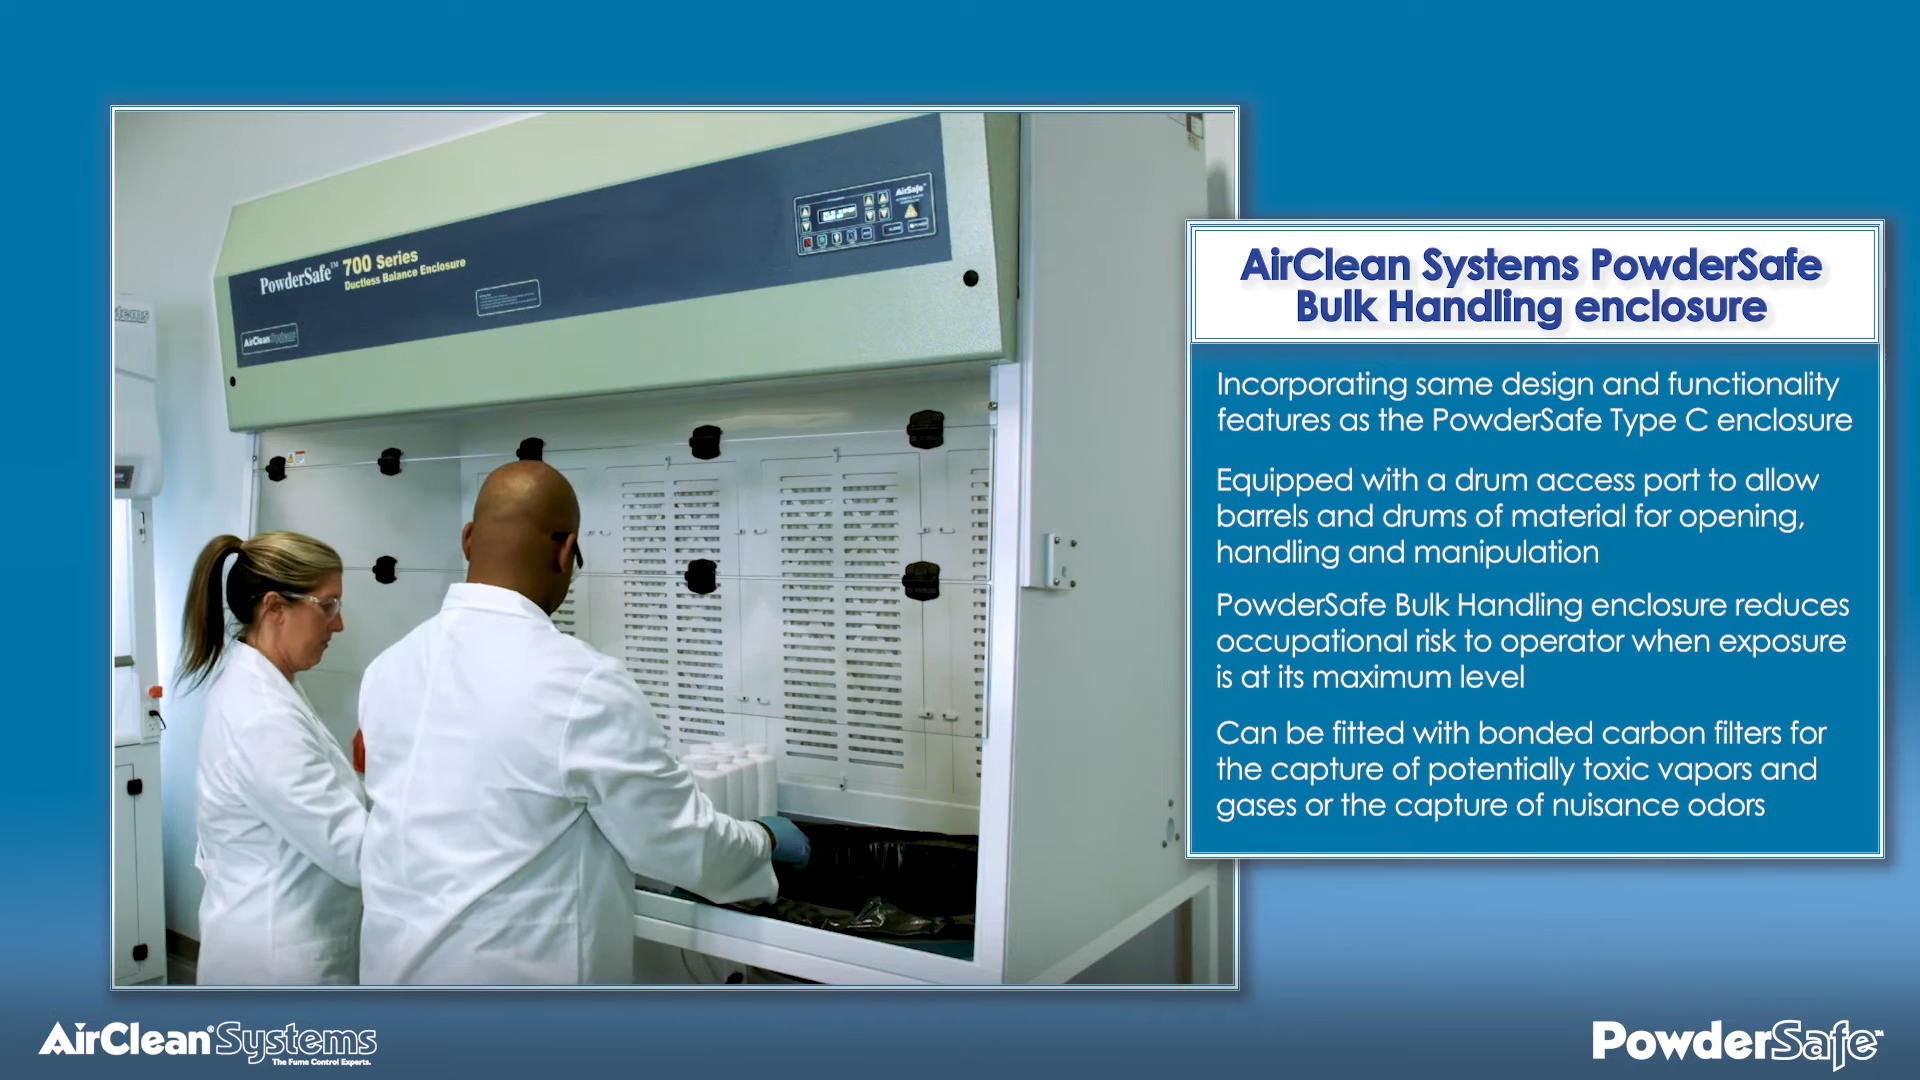 PowderSafe™ 700 Series
Ductless Balance Enclosure
AirClean Systems
AirSafe™
AirClean Systems PowderSafe
Bulk Handling enclosure
Incorporating same design and functionality
features as the PowderSafe Type C enclosure
Equipped with a drum access port to allow
barrels and drums of material for opening,
handling and manipulation
PowderSafe Bulk Handling enclosure reduces
occupational risk to operator when exposure
is at its maximum level
Can be fitted with bonded carbon filters for
the capture of potentially toxic vapors and
gases or the capture of nuisance odors
AirClean® Systems
The Fume Control Experts.
PowderSafe™